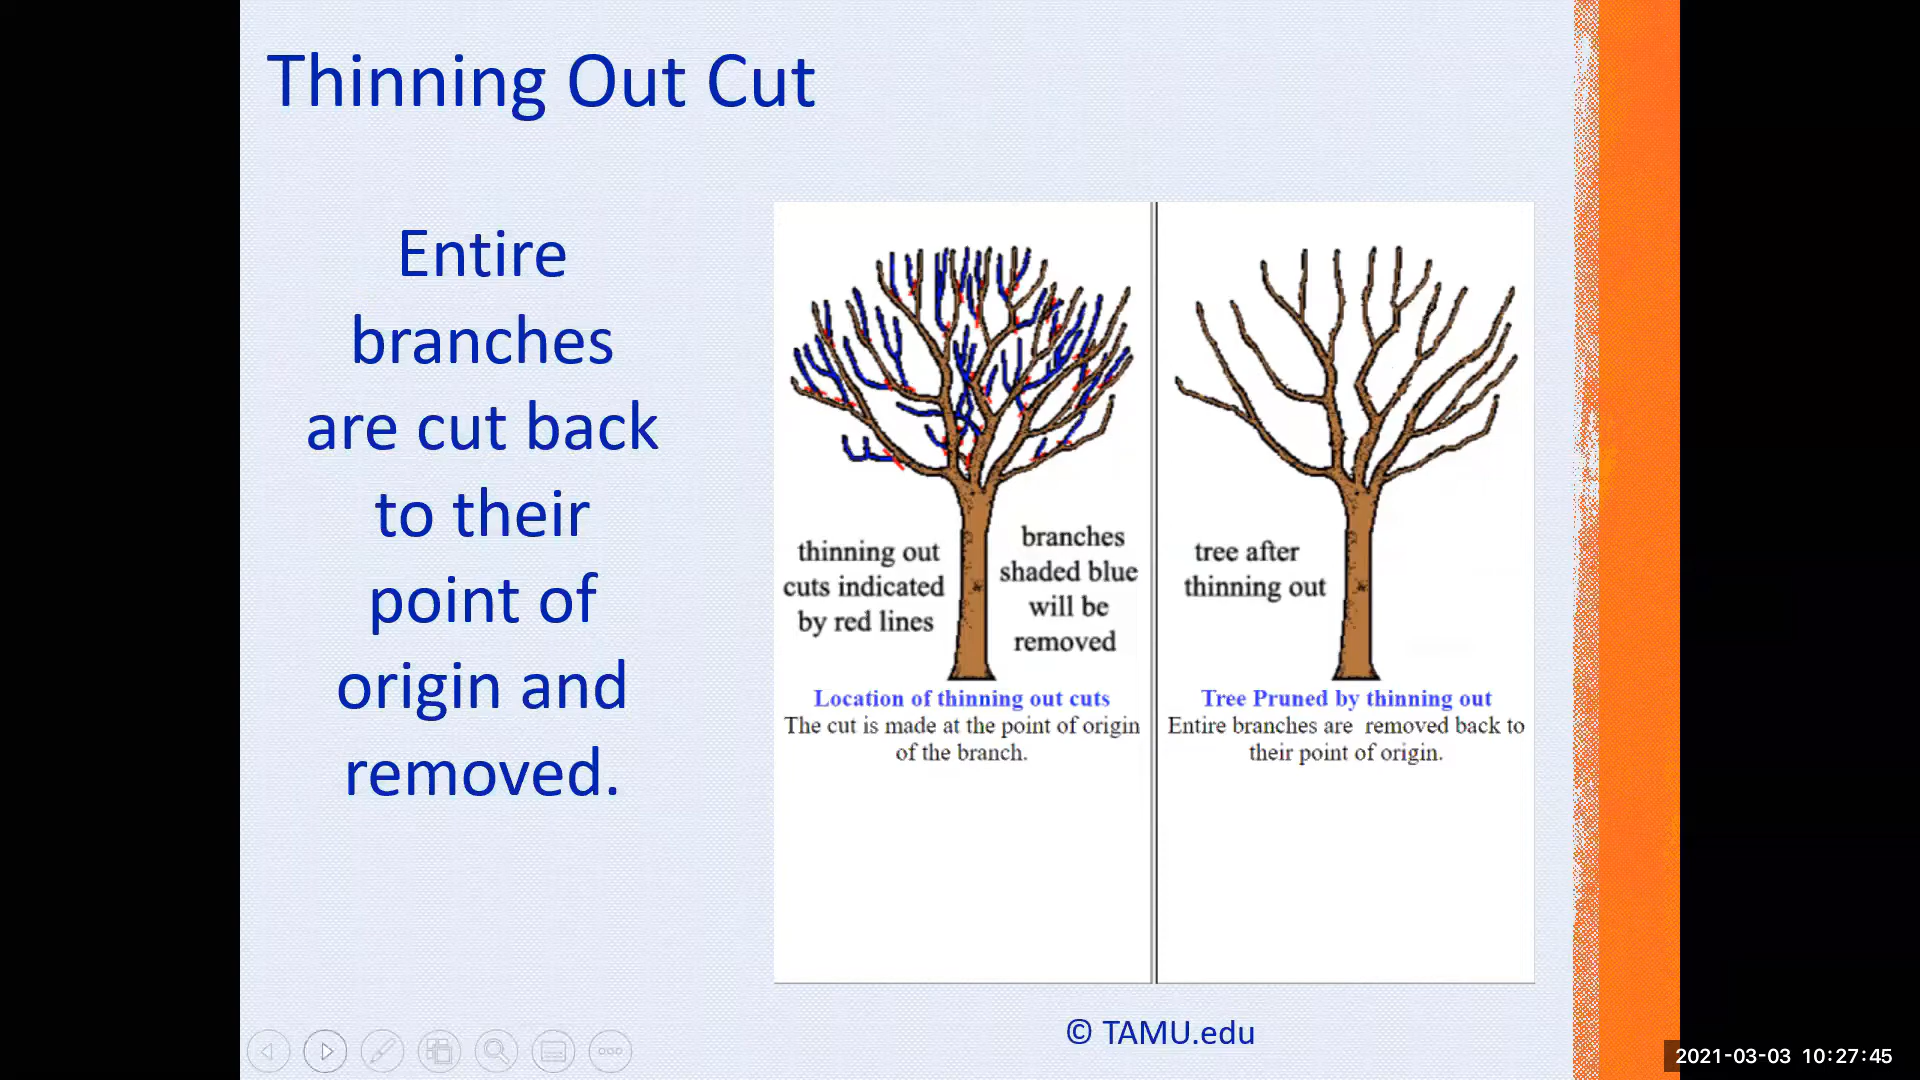 Thinning Out Cut
Entire
branches
are cut back
to their
point of
origin and
removed.
thinning out
cuts indicated
by red lines
branches
shaded blue
will be
removed
Location of thinning out cuts
The cut is made at the point of origin
of the branch.
tree after
thinning out
Tree Pruned by thinning out
Entire branches are removed back to
their point of origin.
© TAMU.edu
2021-03-03 10:27:45